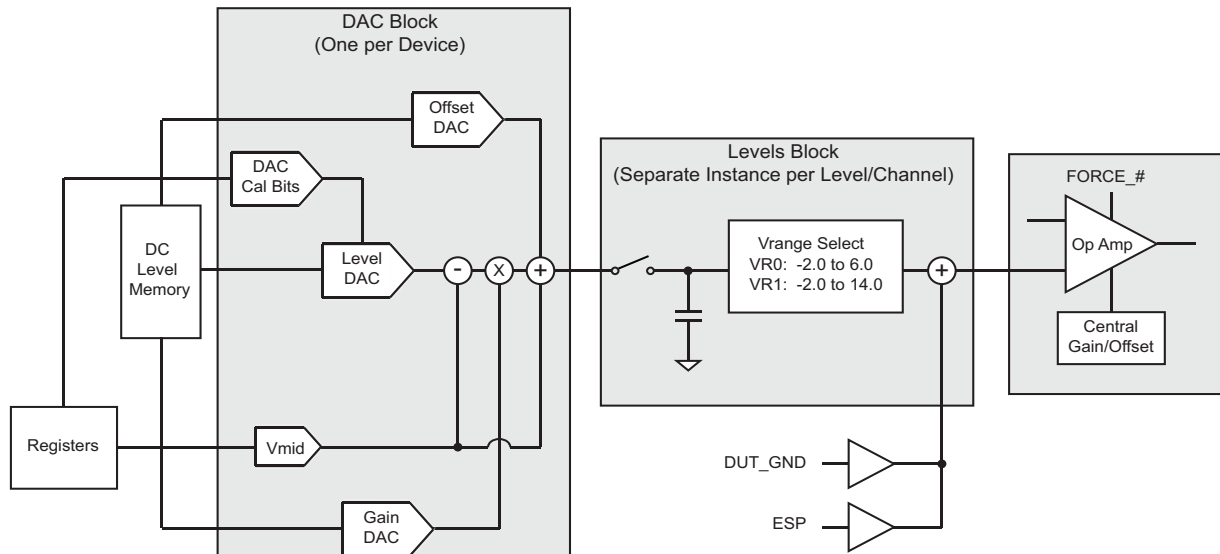 DAC Block
(One per Device)
Offset
DAC
DAC
Cal Bits
DC
Level
Memory
Level
DAC
-
X
+
Registers
Vmid
Gain
DAC
Levels Block
(Separate Instance per Level/Channel)
Vrange Select
VR0: -2.0 to 6.0
VR1: -2.0 to 14.0
+
DUT_GND
ESP
FORCE_#
Op Amp
Central
Gain/Offset